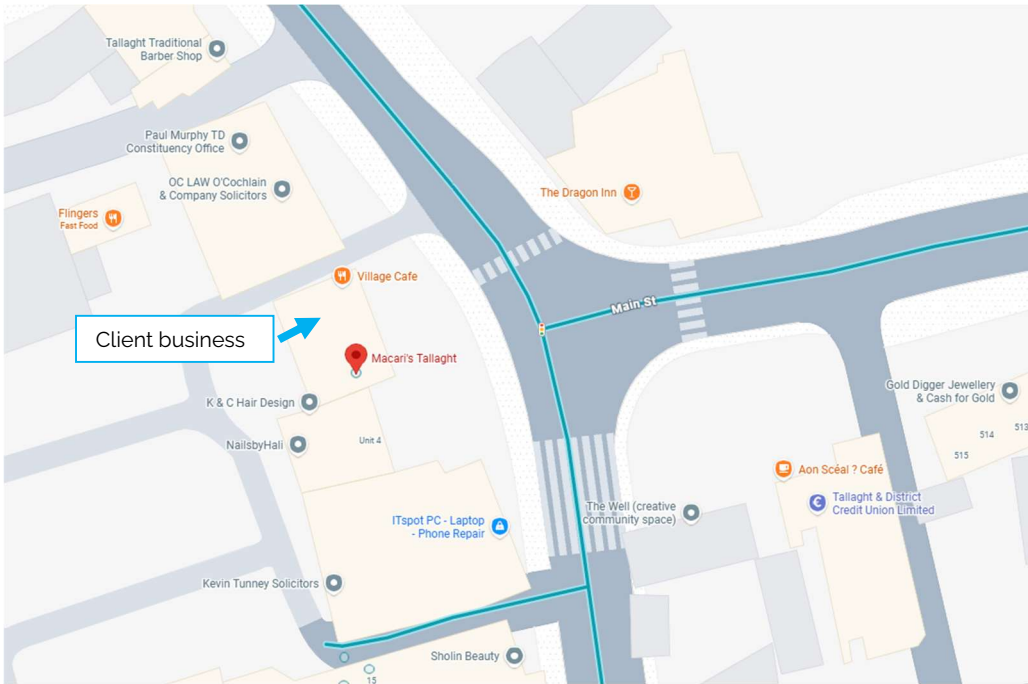 Tallaght Traditional
Barber Shop
Paul Murphy TD
Constituency Office
OC LAW O'Cochlain
& Company Solicitors
The Dragon Inn
Flingers
Fast Food
Village Cafe
Main St
Client business
Macari's Tallaght
Gold Digger Jewellery
& Cash for Gold
K & C Hair Design
513
514
515
NailsbyHali
Unit 4
Aon Scéal ? Café
Tallaght & District
Credit Union Limited
The Well (creative
community space)
ITspot PC - Laptop
- Phone Repair
Kevin Tunney Solicitors
Sholin Beauty
15